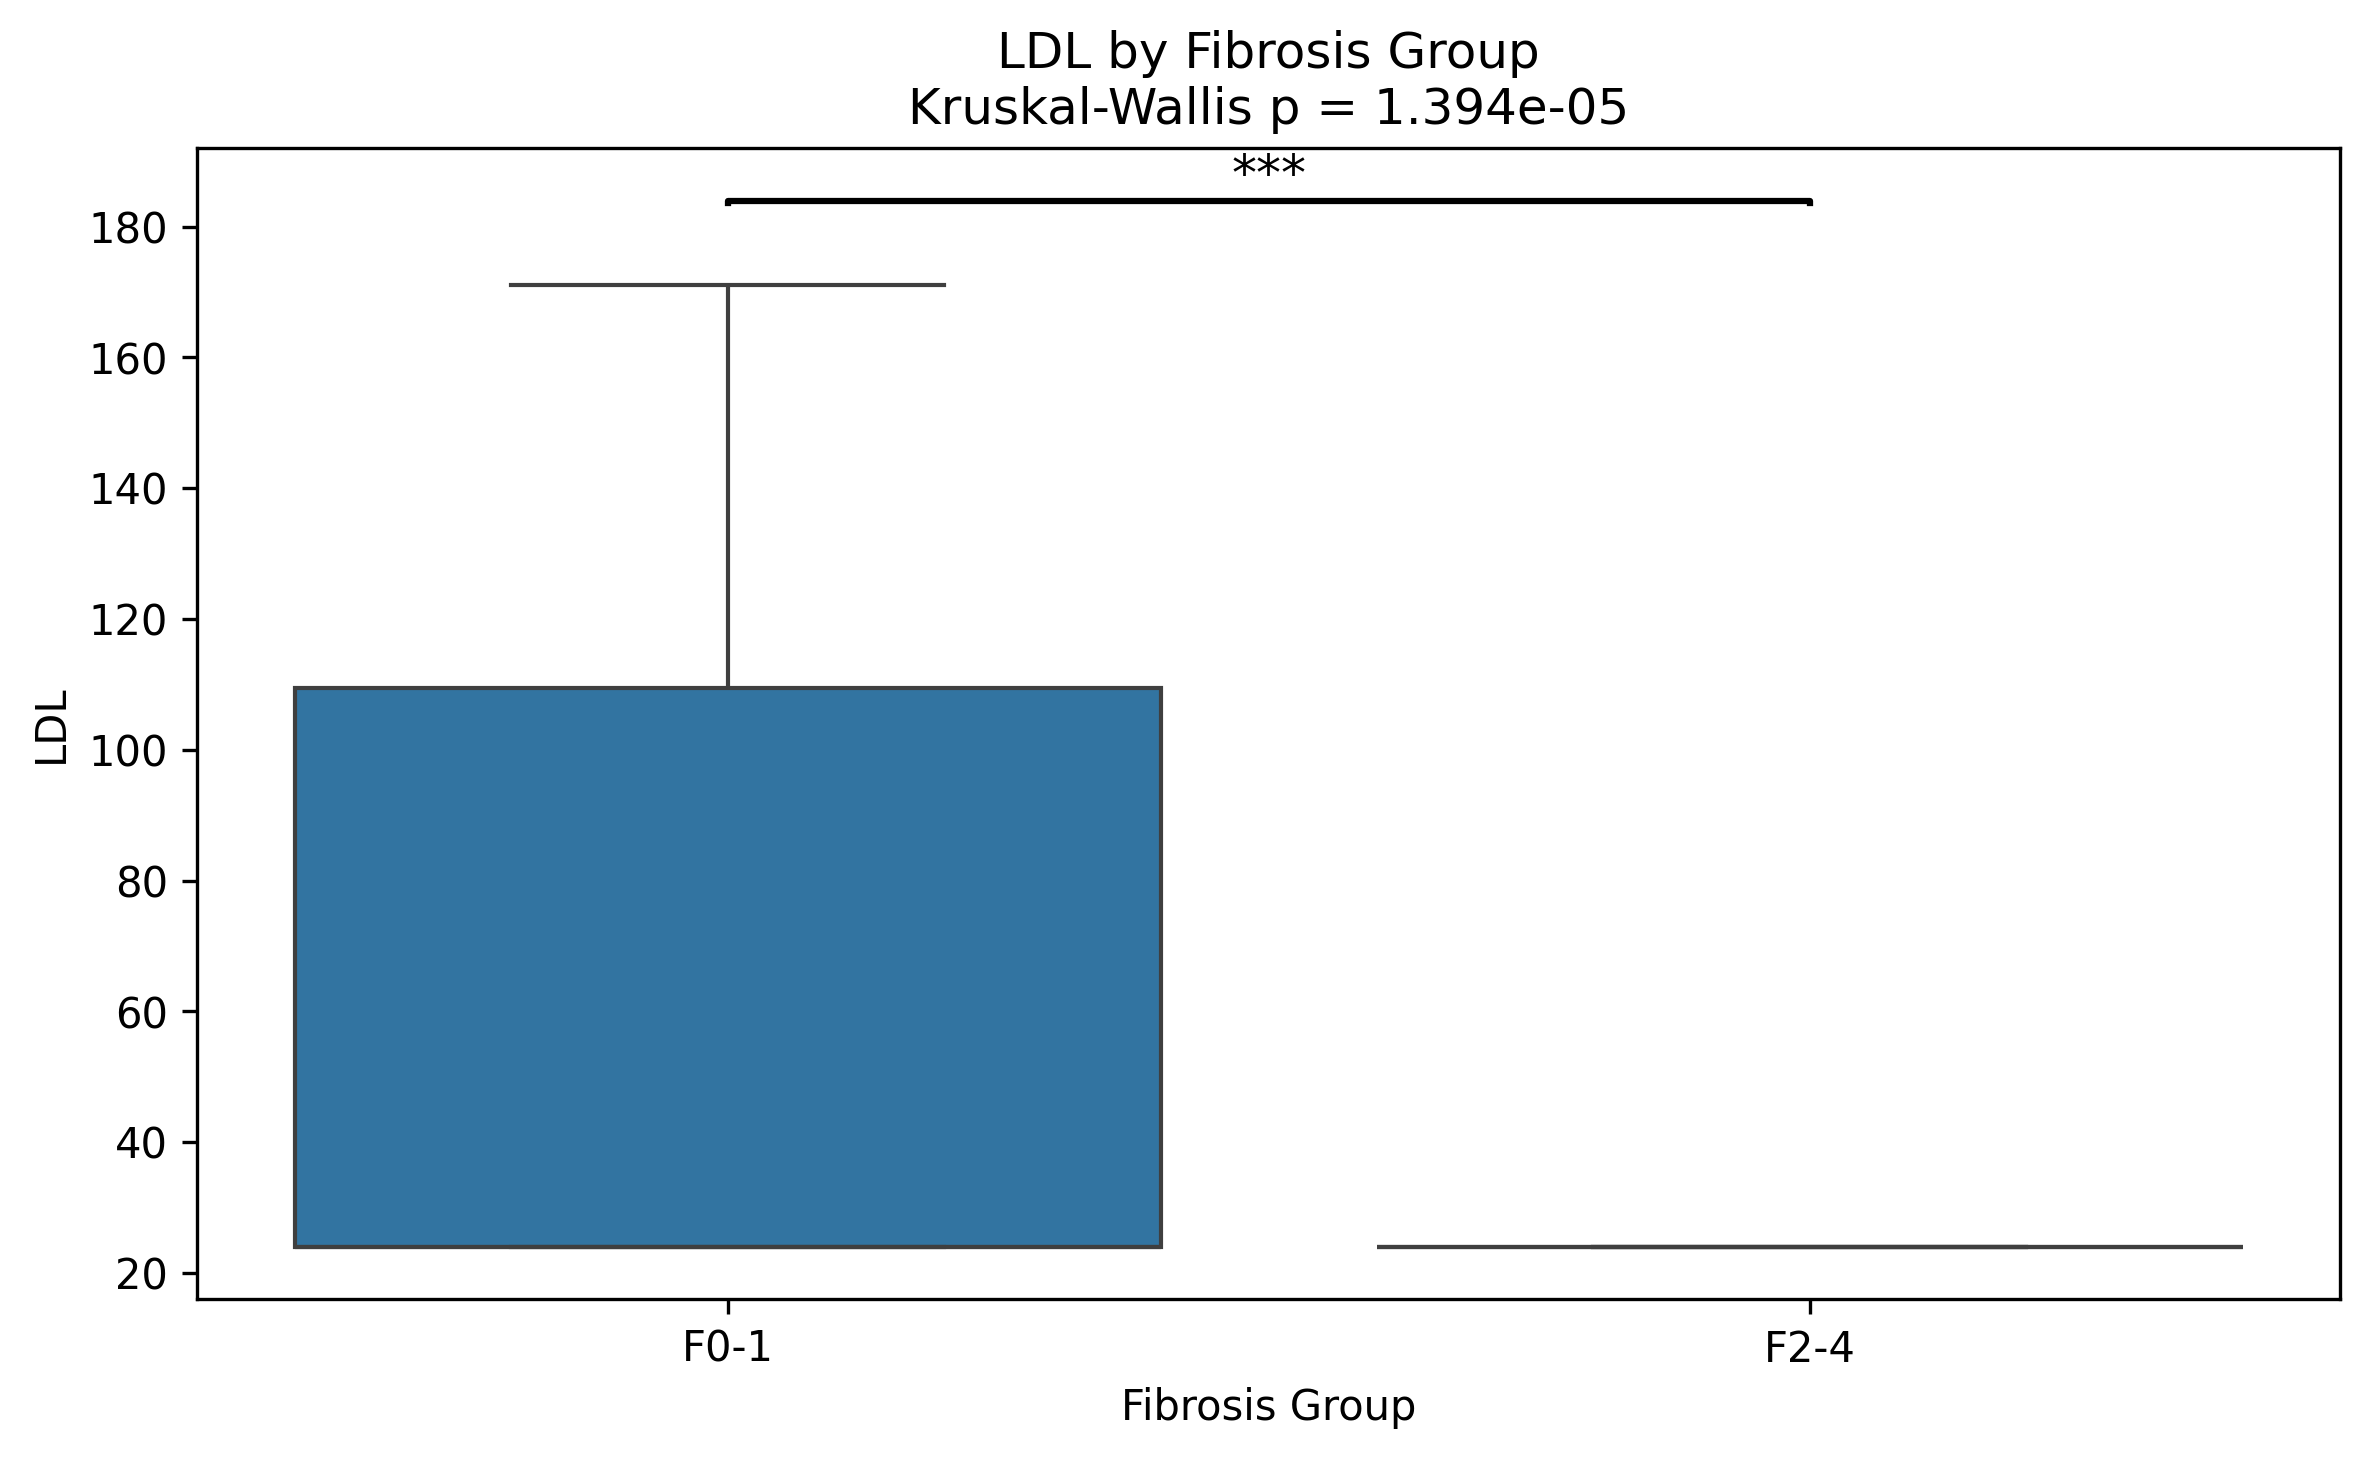 LDL by Fibrosis Group
Kruskal-Wallis p = 1.394e-05
***
180
160
140
120
100
80
60
40
20
LDL
F0-1
F2-4
Fibrosis Group